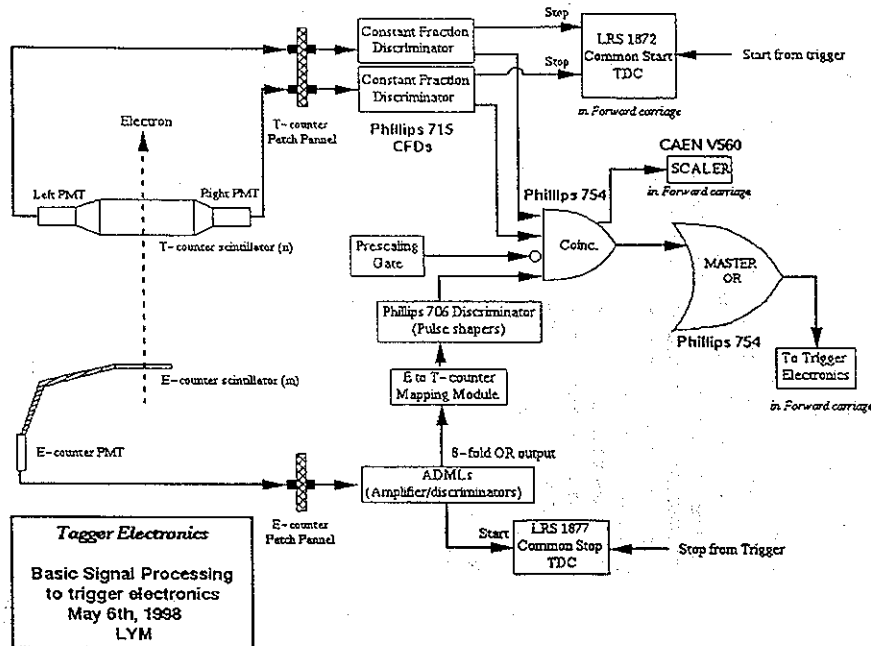 Constant Fraction
Discriminator
Stop
LRS 1872
Common Start
TDC
Start from trigger
in Forward carriage
Constant Fraction
Discriminator
Stop
Phillips 715
CFDs
T-counter
Patch Pannel
Electron
Left PMT
Right PMT
T-counter scintillator (n)
CAEN V560
SCALER
in Forward carriage
Phillips 754
Coinc.
Prescaling
Gate
MASTER
OR
Phillips 754
Phillips 706 Discriminator
(Pulse shapers)
To Trigger
Electronics
in Forward carriage
E to T-counter
Mapping Module
E-counter scintillator (m)
E-counter PMT
8-fold OR output
ADMLs
(Amplifier/discriminators)
E-counter
Patch Panel
Start
LRS 1877
Common Stop
TDC
Stop from Trigger
Tagger Electronics
Basic Signal Processing
to trigger electronics
May 6th, 1998
LYM